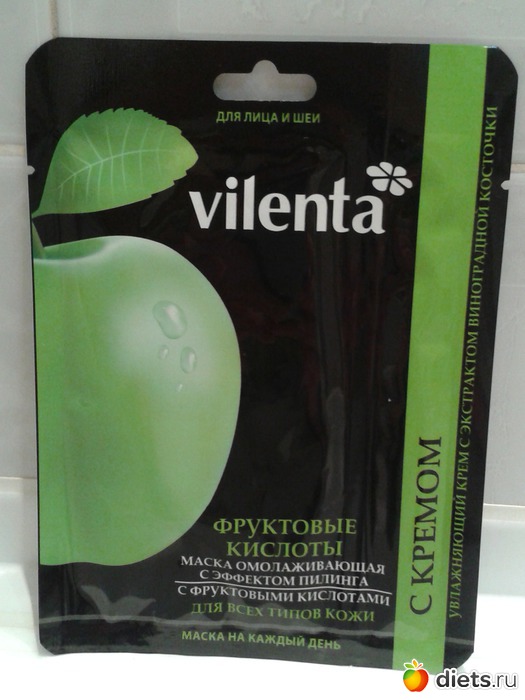 ДЛЯ ЛИЦА И ШЕИ
vilenta
ФРУКТОВЫЕ
КИСЛОТЫ
МАСКА ОМОЛАЖИВАЮЩАЯ
С ЭФФЕКТОМ ПИЛИНГА
С ФРУКТОВЫМИ КИСЛОТАМИ
ДЛЯ ВСЕХ ТИПОВ КОЖИ
МАСКА НА КАЖДЫЙ ДЕНЬ
С КРЕМОМ
УВЛАЖНЯЮЩИЙ КРЕМ С ЭКСТРАКТОМ ВИНОГРАДНОЙ КОСТОЧКИ
diets.ru